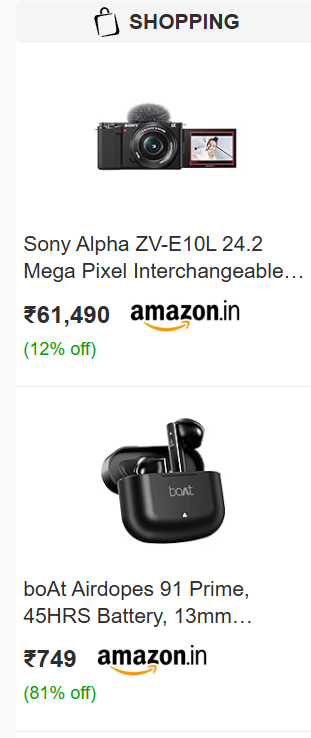 SHOPPING
SONY α
Sony Alpha ZV-E10L 24.2
Mega Pixel Interchangeable…
₹61,490 amazon.in
(12% off)
boAt
boAt Airdopes 91 Prime,
45HRS Battery, 13mm…
₹749 amazon.in
(81% off)